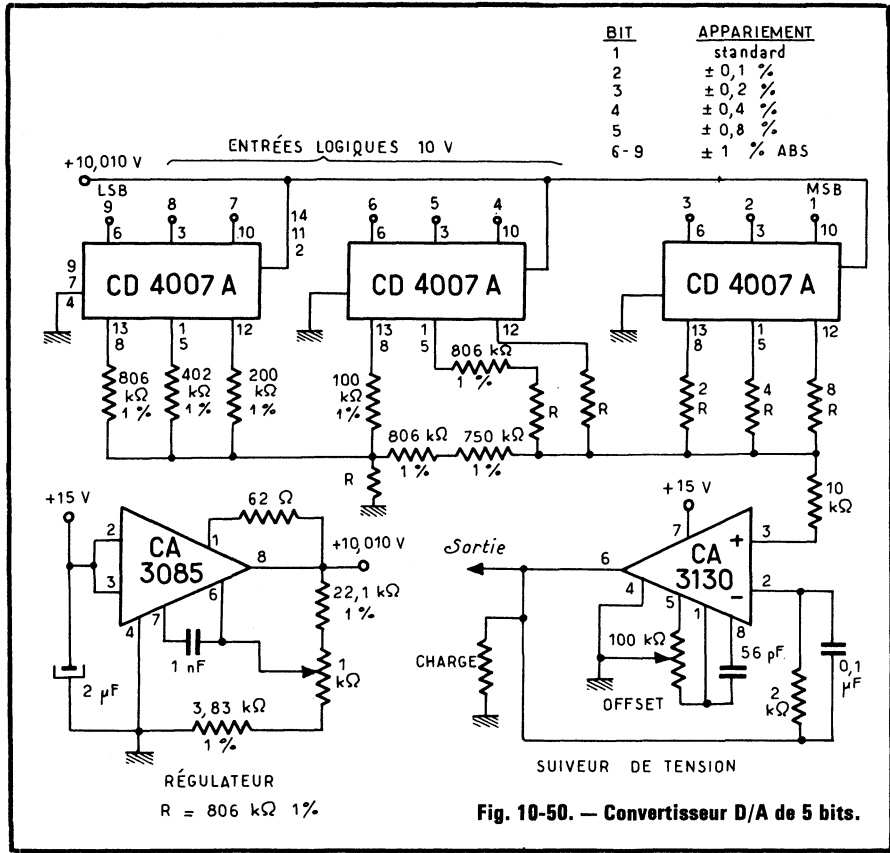 BIT APPARIEMENT
1 standard
2 ± 0,1 %
3 ± 0,2 %
4 ± 0,4 %
5 ± 0,8 %
6-9 ± 1 % ABS
ENTRÉES LOGIQUES 10 V
+10,010 V
LSB MSB
9 8 7 6 5 4 3 2 1
6 3 10 6 3 10 6 3 10
14
11
2
9
7
4
CD 4007 A CD 4007 A CD 4007 A
13 1 12 13 1 12 13 1 12
8 5 8 5 8 5
806 kΩ 1 %
402 kΩ 1 %
200 kΩ 1 %
100 kΩ 1 %
806 kΩ 1 %
R R
2 R
4 R
8 R
806 kΩ 750 kΩ
1 % 1 %
R
10 kΩ
+15 V
62 Ω
2
3
1
CA 3085
8
+10,010 V
4
7
6
22,1 kΩ
1 %
1 nF
1 kΩ
2 µF
3,83 kΩ
1 %
RÉGULATEUR
R = 806 kΩ 1%
Sortie
+15 V
7
6
CA 3130
+
-
3
2
4
5
1
8
100 kΩ
OFFSET
56 pF
0,1 µF
2 kΩ
CHARGE
SUIVEUR DE TENSION
Fig. 10-50. — Convertisseur D/A de 5 bits.